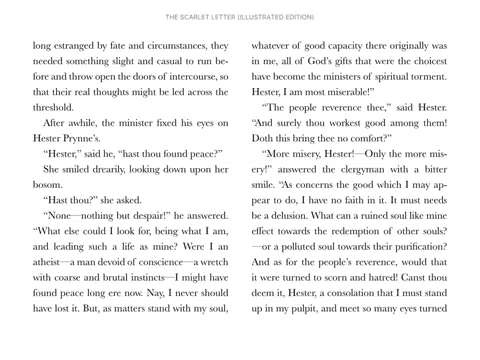 THE SCARLET LETTER (ILLUSTRATED EDITION)
long estranged by fate and circumstances, they
needed something slight and casual to run be-
fore and throw open the doors of intercourse, so
that their real thoughts might be led across the
threshold.
After awhile, the minister fixed his eyes on
Hester Prynne’s.
“Hester,” said he, “hast thou found peace?”
She smiled drearily, looking down upon her
bosom.
“Hast thou?” she asked.
“None—nothing but despair!” he answered.
“What else could I look for, being what I am,
and leading such a life as mine? Were I an
atheist—a man devoid of conscience—a wretch
with coarse and brutal instincts—I might have
found peace long ere now. Nay, I never should
have lost it. But, as matters stand with my soul,
whatever of good capacity there originally was
in me, all of God’s gifts that were the choicest
have become the ministers of spiritual torment.
Hester, I am most miserable!”
“The people reverence thee,” said Hester.
“And surely thou workest good among them!
Doth this bring thee no comfort?”
“More misery, Hester!—Only the more mis-
ery!” answered the clergyman with a bitter
smile. “As concerns the good which I may ap-
pear to do, I have no faith in it. It must needs
be a delusion. What can a ruined soul like mine
effect towards the redemption of other souls?
—or a polluted soul towards their purification?
And as for the people’s reverence, would that
it were turned to scorn and hatred! Canst thou
deem it, Hester, a consolation that I must stand
up in my pulpit, and meet so many eyes turned